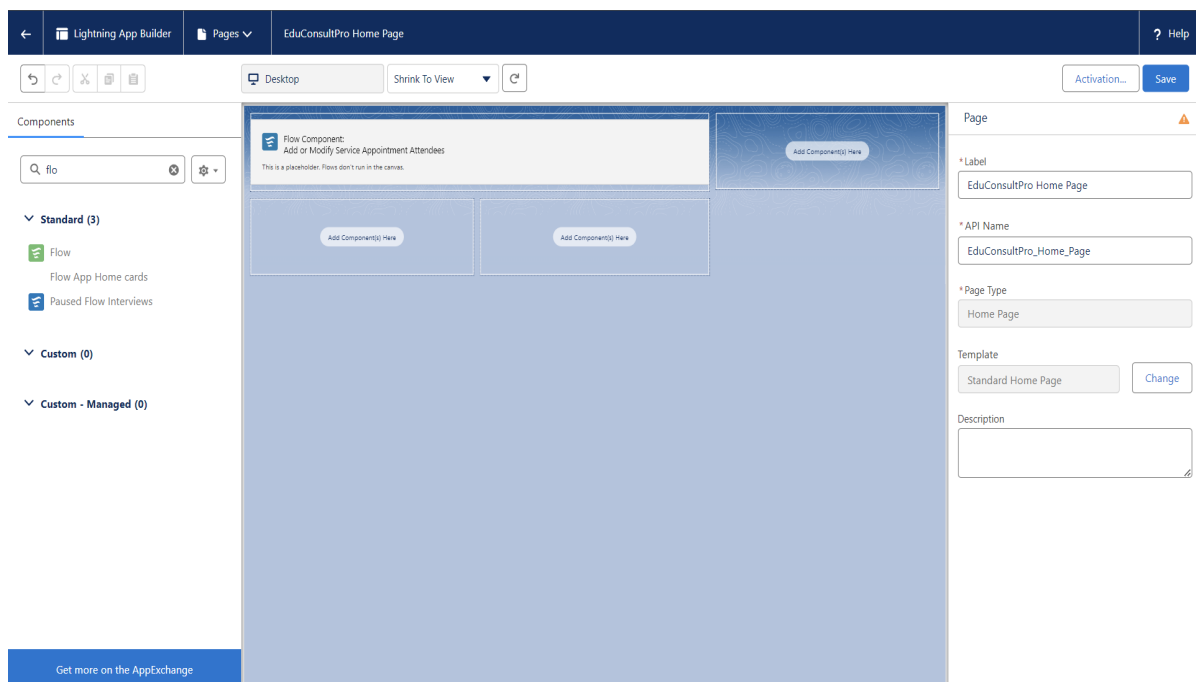 Lightning App Builder
Pages
EduConsultPro Home Page
? Help
Desktop
Shrink To View
Activation...
Save
Components
flo
Standard (3)
Flow
Flow App Home cards
Paused Flow Interviews
Custom (0)
Custom - Managed (0)
Get more on the AppExchange
Flow Component:
Add or Modify Service Appointment Attendees
This is a placeholder. Flows don't run in the canvas.
Add Component(s) Here
Add Component(s) Here
Add Component(s) Here
Page
*Label
EduConsultPro Home Page
*API Name
EduConsultPro_Home_Page
*Page Type
Home Page
Template
Standard Home Page
Change
Description